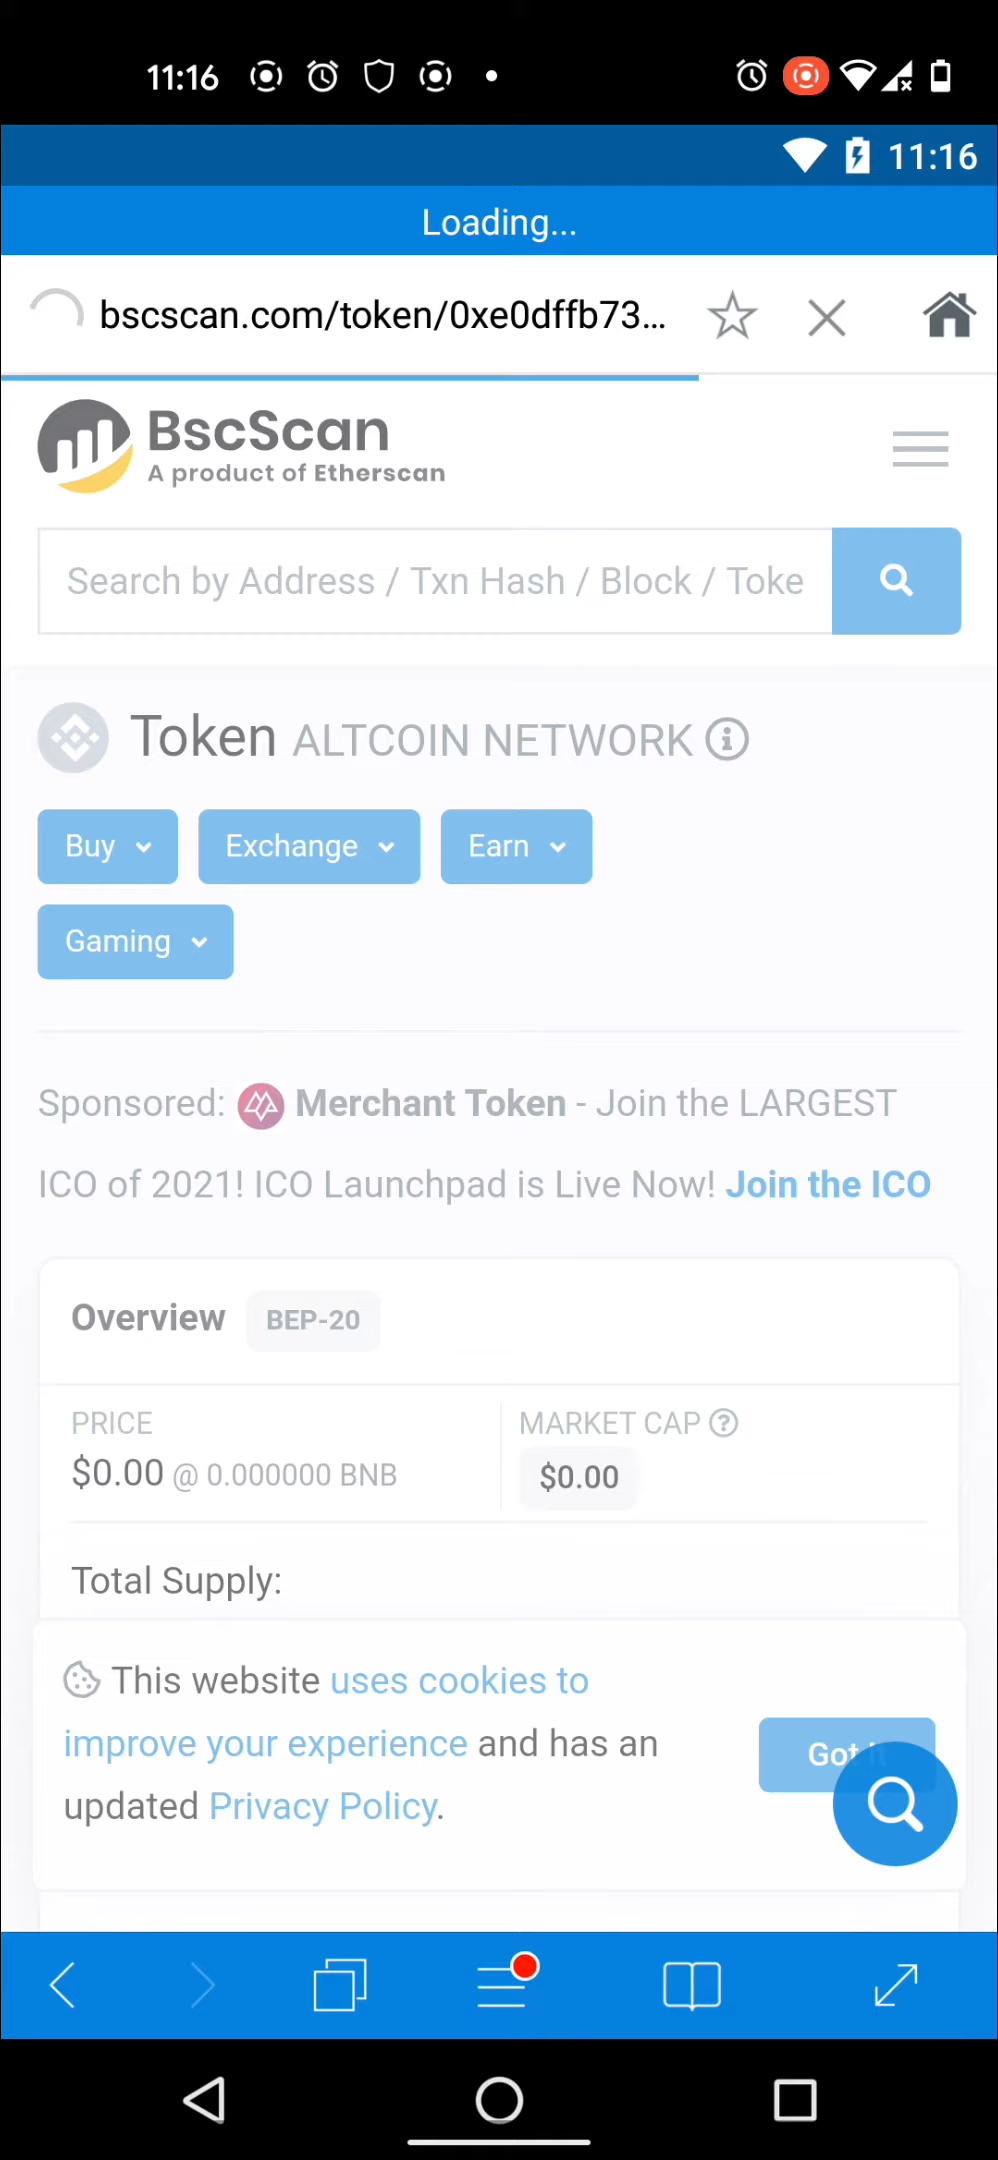 11:16
11:16
Loading...
bscscan.com/token/0xe0dffb73...
BscScan
A product of Etherscan
Search by Address / Txn Hash / Block / Toke
Token ALTCOIN NETWORK
Buy
Exchange
Earn
Gaming
Sponsored: Merchant Token - Join the LARGEST
ICO of 2021! ICO Launchpad is Live Now! Join the ICO
Overview BEP-20
PRICE
$0.00 @ 0.000000 BNB
MARKET CAP
$0.00
Total Supply:
This website uses cookies to
improve your experience and has an
updated Privacy Policy.
Got it